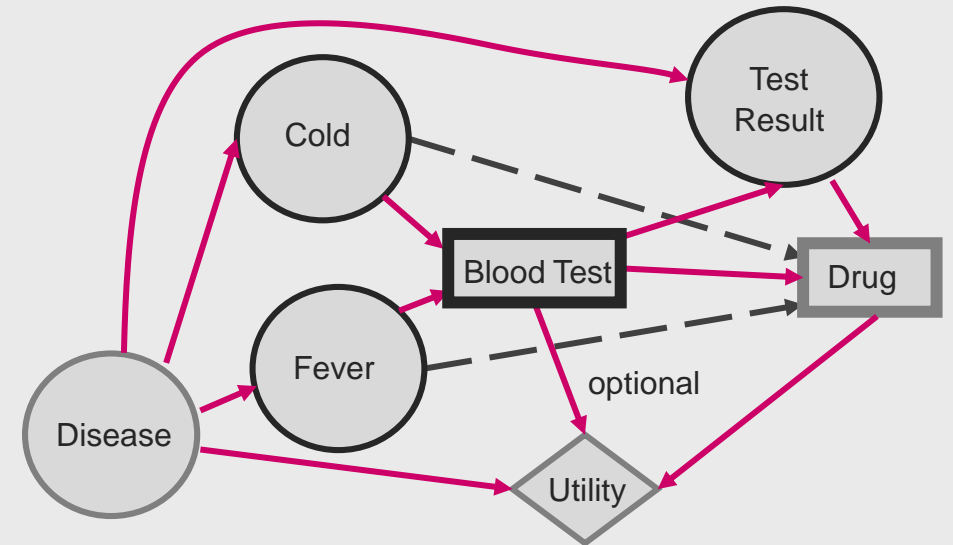 Test
Result
Cold
Blood Test
Drug
Fever
optional
Disease
Utility